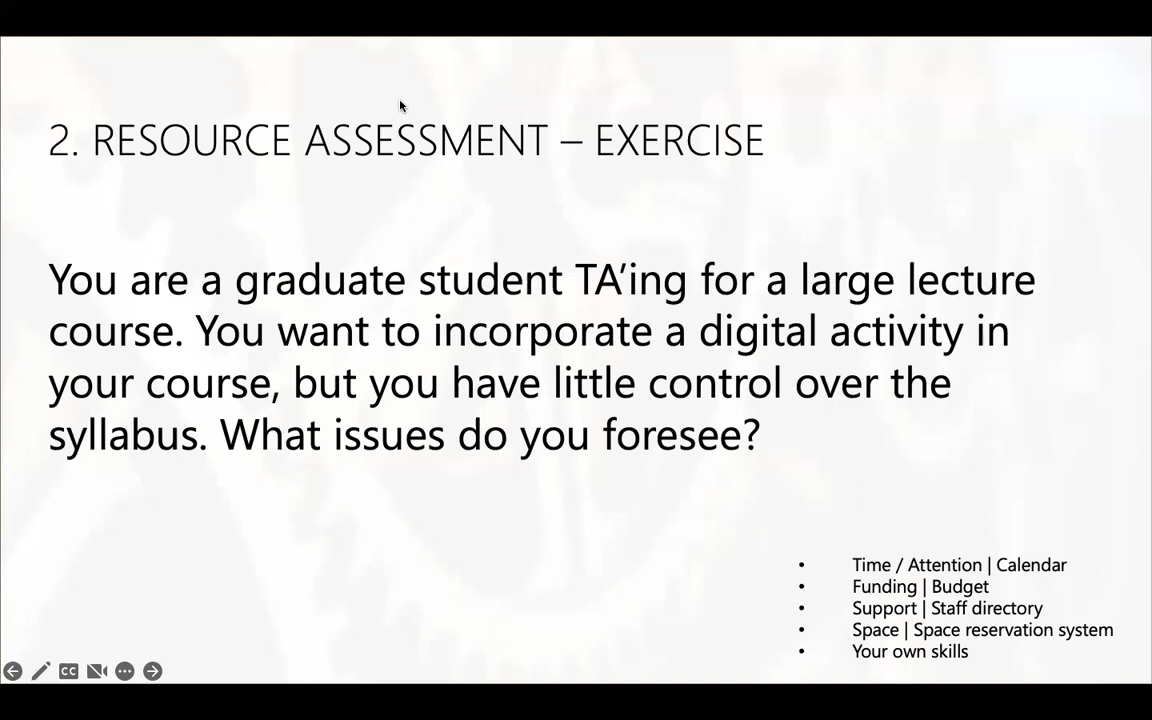 2. RESOURCE ASSESSMENT – EXERCISE
You are a graduate student TA’ing for a large lecture
course. You want to incorporate a digital activity in
your course, but you have little control over the
syllabus. What issues do you foresee?
• Time / Attention | Calendar
• Funding | Budget
• Support | Staff directory
• Space | Space reservation system
• Your own skills
CC